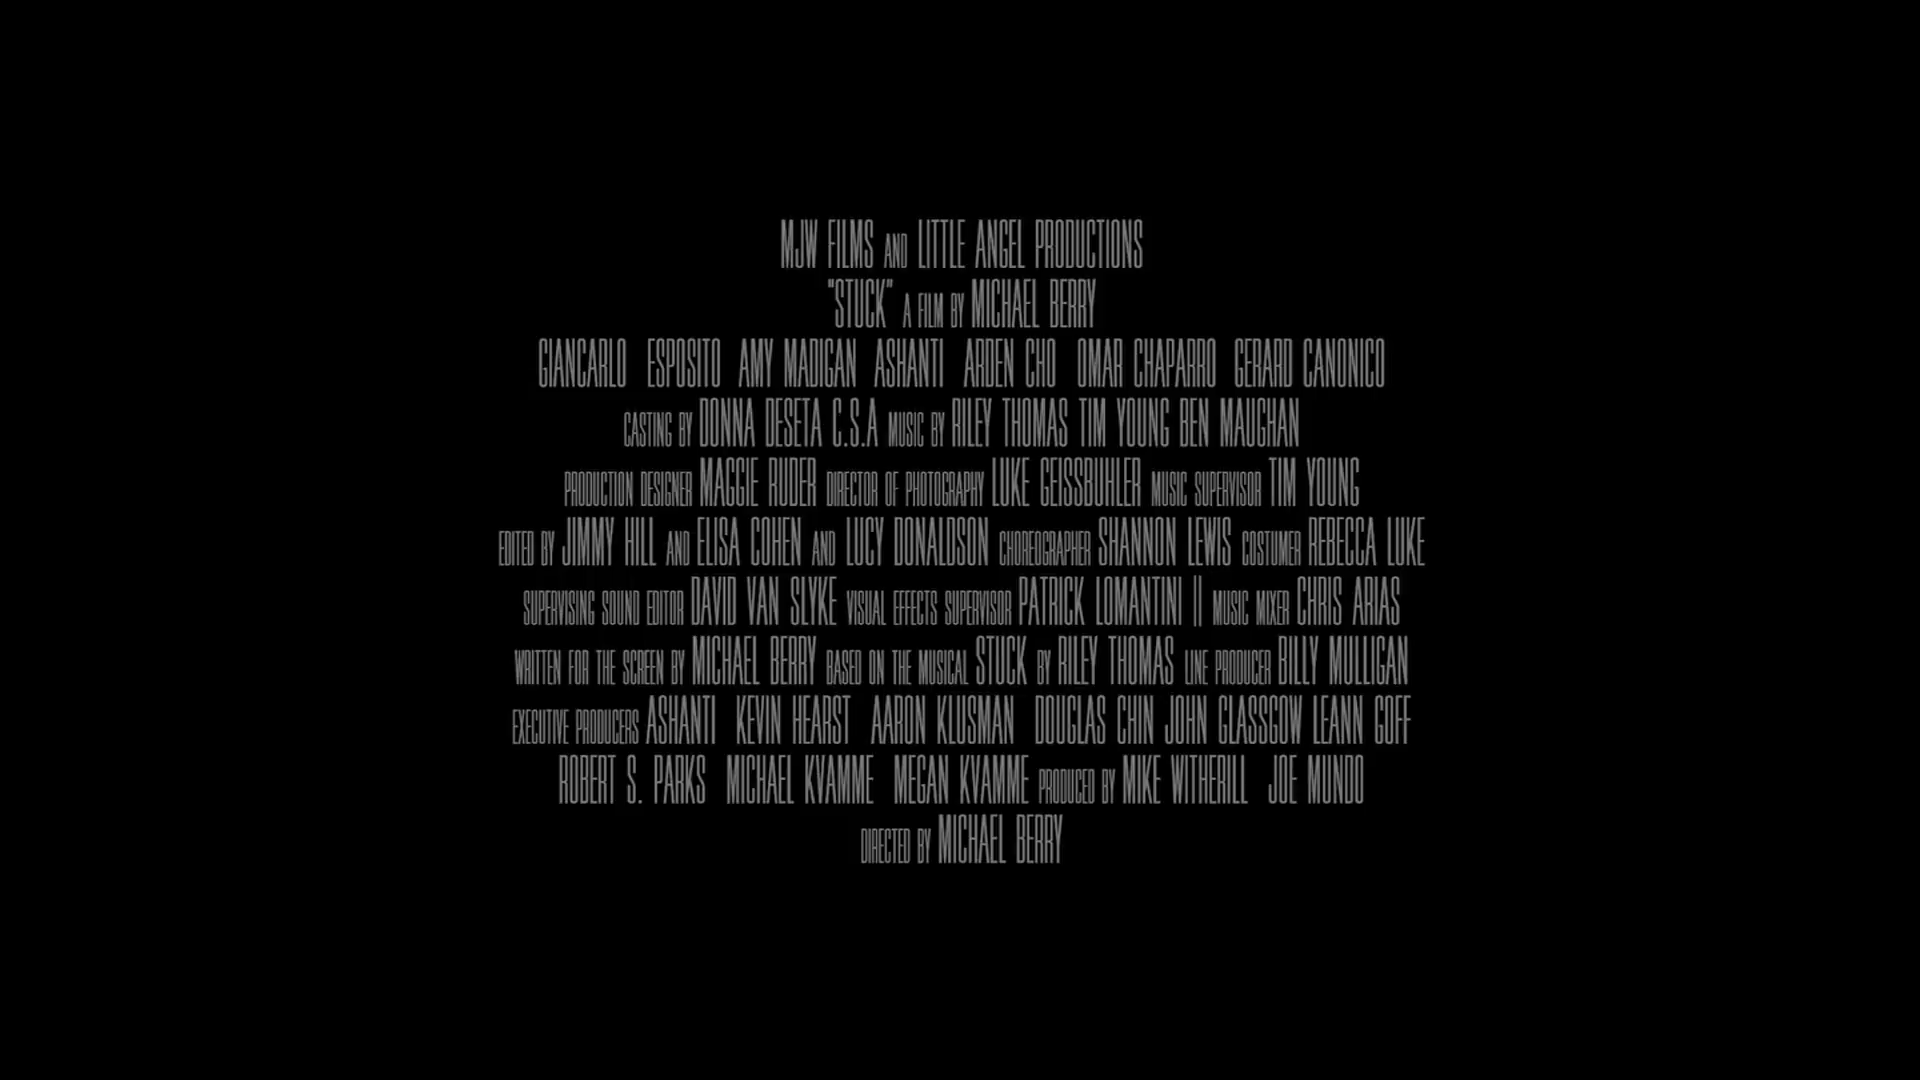 MJW FILMS AND LITTLE ANGEL PRODUCTIONS
"STUCK" A FILM BY MICHAEL BERRY
GIANCARLO ESPOSITO AMY MADIGAN ASHANTI ARDEN CHO OMAR CHAPARRO GERARD CANONICO
CASTING BY DONNA DESETA C.S.A MUSIC BY RILEY THOMAS TIM YOUNG BEN MAUGHAN
PRODUCTION DESIGNER MAGGIE RUDER DIRECTOR OF PHOTOGRAPHY LUKE GEISSBUHLER MUSIC SUPERVISOR TIM YOUNG
EDITED BY JIMMY HILL AND ELISA COHEN AND LUCY DONALDSON CHOREOGRAPHER SHANNON LEWIS COSTUMER REBECCA LUKE
SUPERVISING SOUND EDITOR DAVID VAN SLYKE VISUAL EFFECTS SUPERVISOR PATRICK LOMANTINI || MUSIC MIXER CHRIS ARIAS
WRITTEN FOR THE SCREEN BY MICHAEL BERRY BASED ON THE MUSICAL STUCK BY RILEY THOMAS LINE PRODUCER BILLY MULLIGAN
EXECUTIVE PRODUCERS ASHANTI KEVIN HEARST AARON KLUSMAN DOUGLAS CHIN JOHN GLASSGOW LEANN GOFF
ROBERT S. PARKS MICHAEL KVAMME MEGAN KVAMME PRODUCED BY MIKE WITHERILL JOE MUNDO
DIRECTED BY MICHAEL BERRY